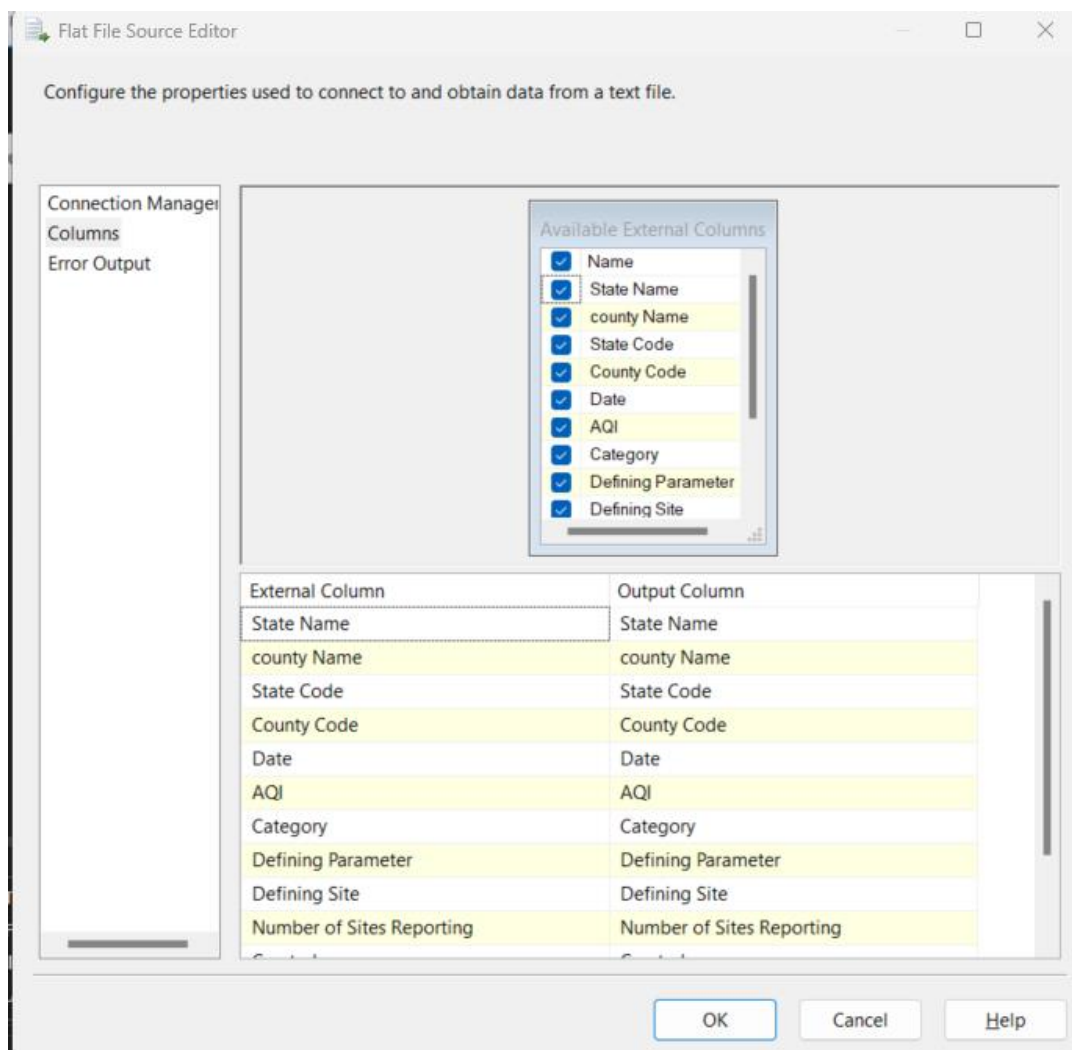 Flat File Source Editor
Configure the properties used to connect to and obtain data from a text file.
Connection Manager
Columns
Error Output
Available External Columns
Name
State Name
county Name
State Code
County Code
Date
AQI
Category
Defining Parameter
Defining Site
External Column Output Column
State Name State Name
county Name county Name
State Code State Code
County Code County Code
Date Date
AQI AQI
Category Category
Defining Parameter Defining Parameter
Defining Site Defining Site
Number of Sites Reporting Number of Sites Reporting
OK Cancel Help